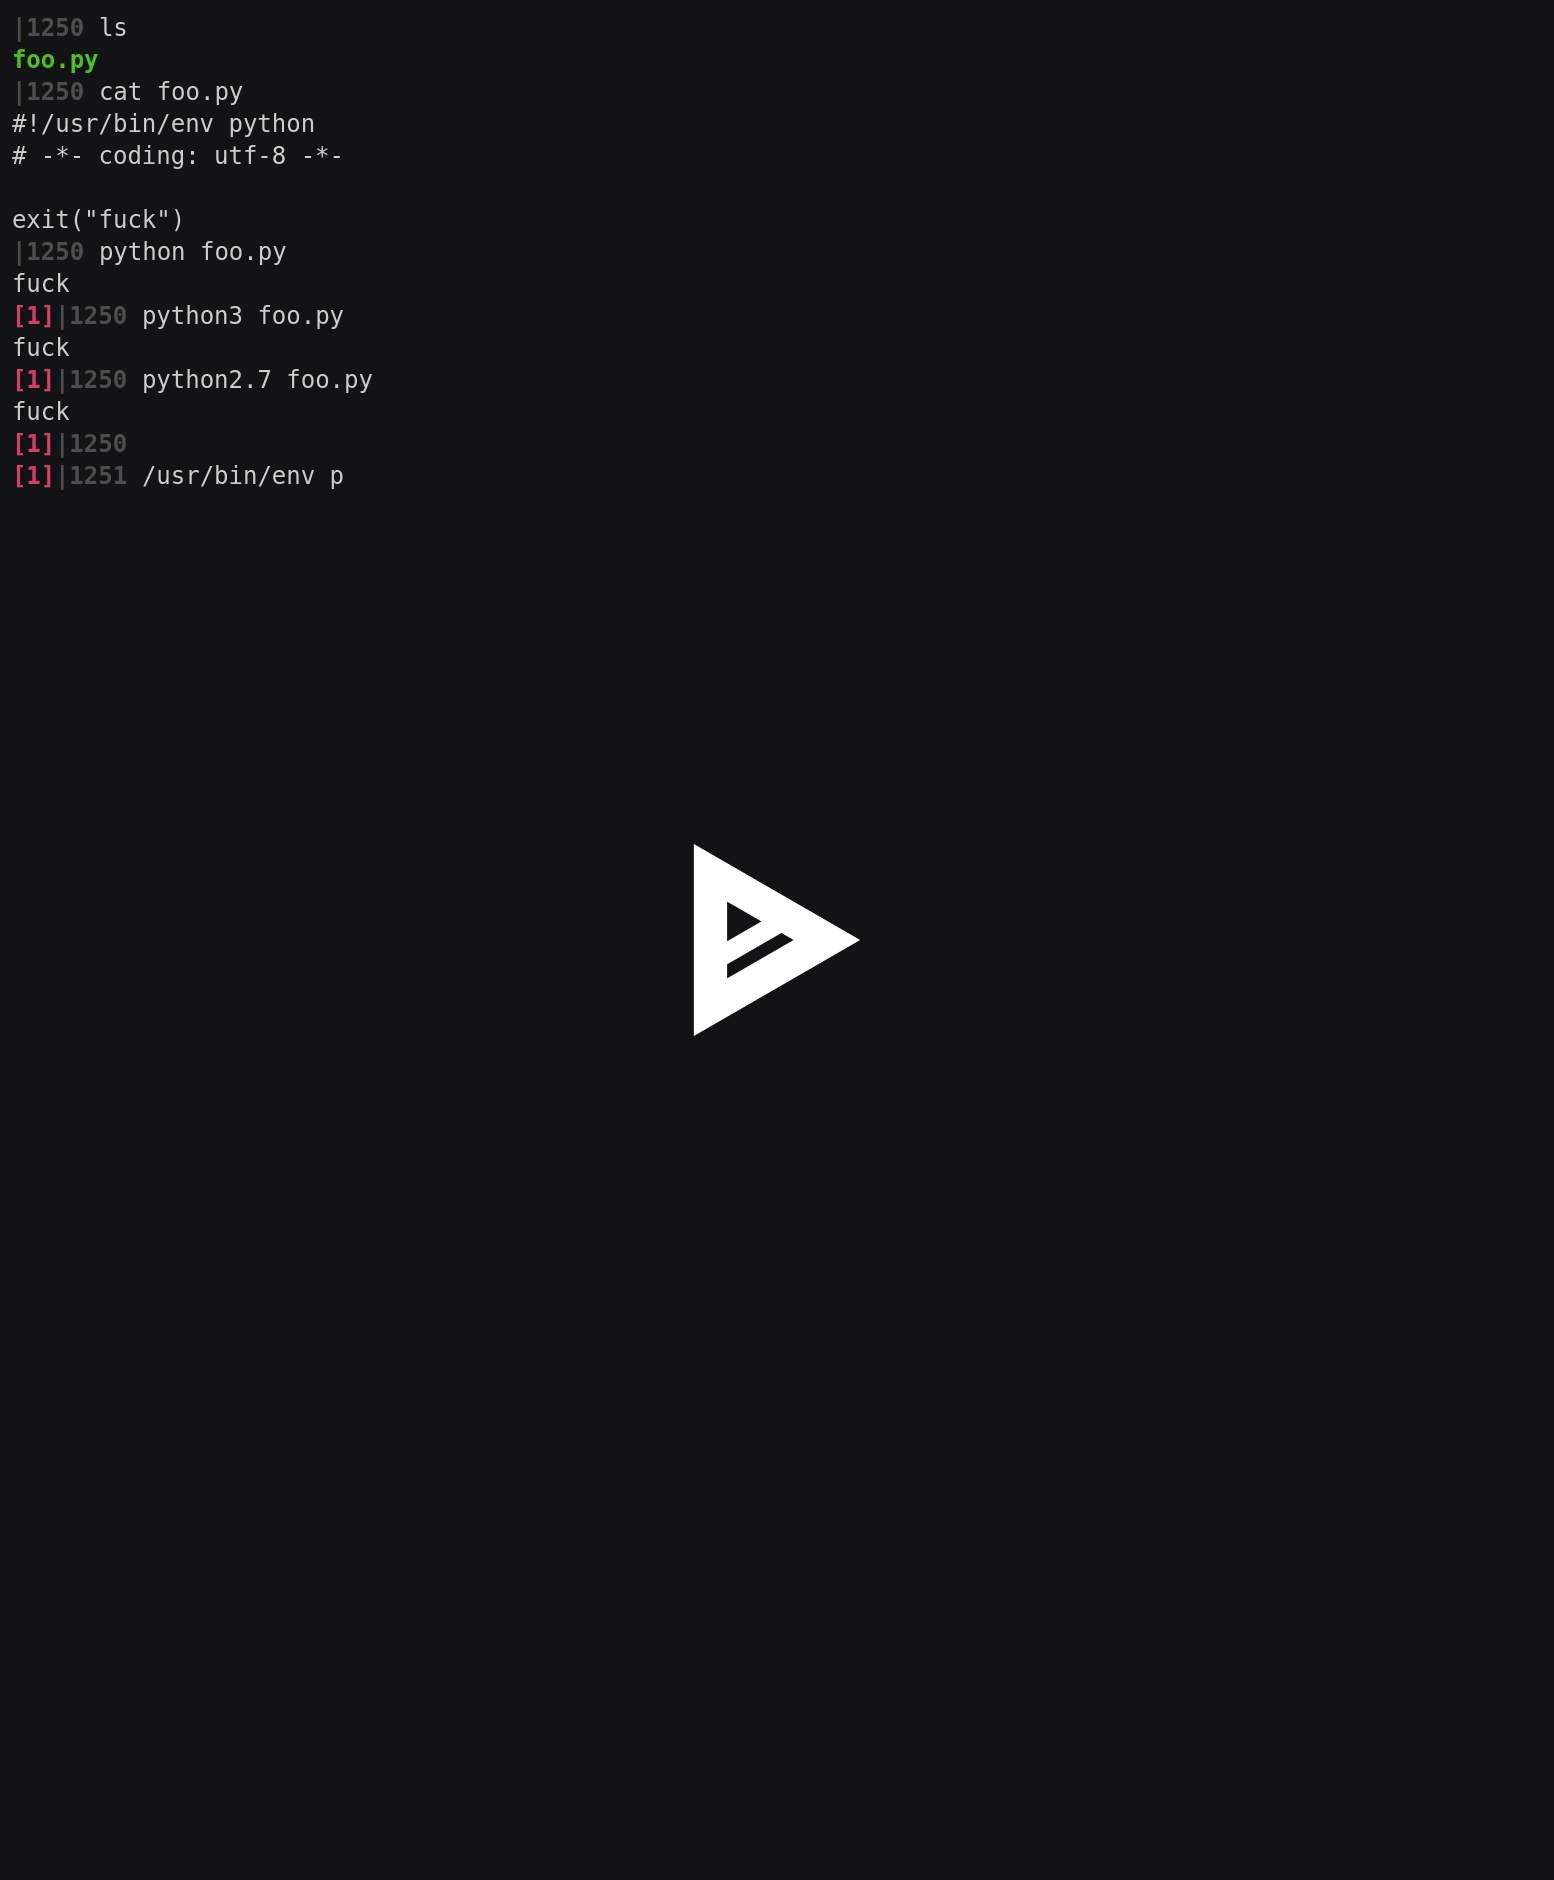 |1250 ls
foo.py
|1250 cat foo.py
#!/usr/bin/env python
# -*- coding: utf-8 -*-
exit("fuck")
|1250 python foo.py
fuck
[1]|1250 python3 foo.py
fuck
[1]|1250 python2.7 foo.py
fuck
[1]|1250
[1]|1251 /usr/bin/env p